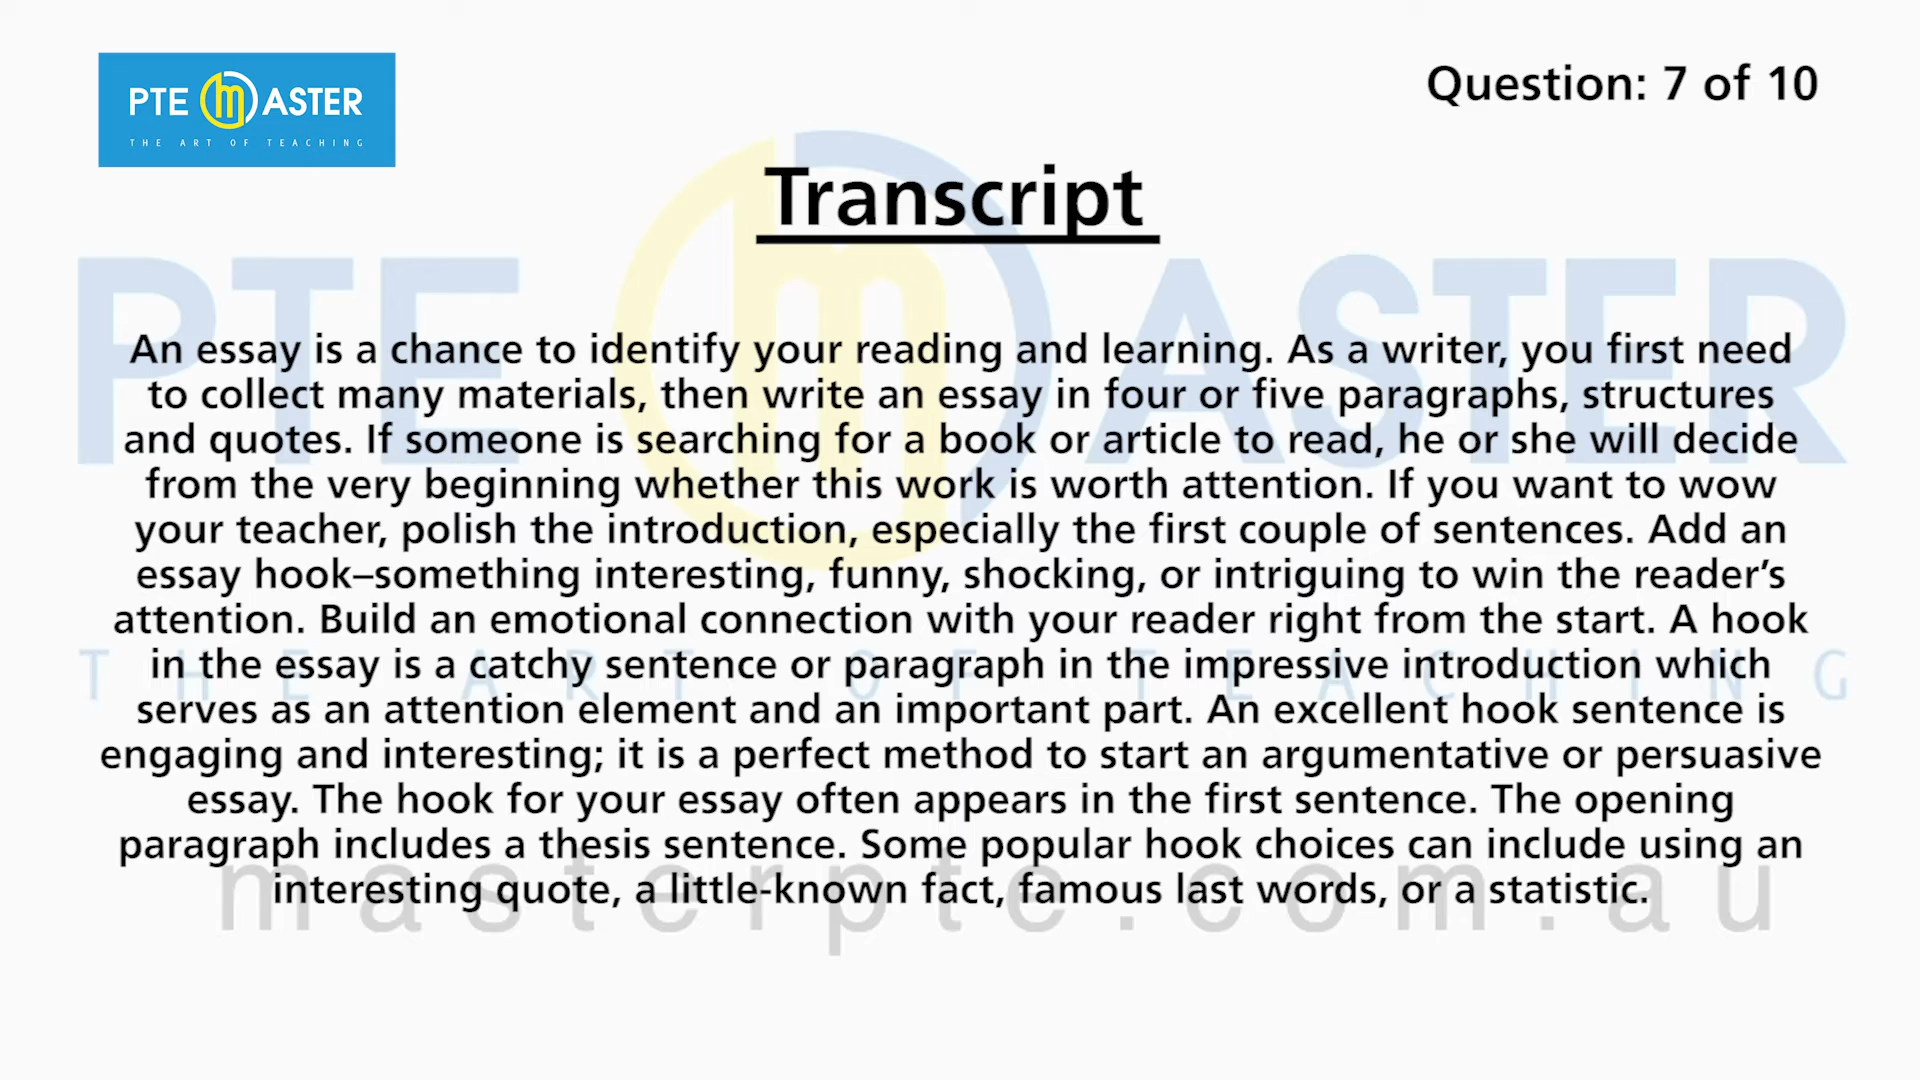 PTE MASTER
THE ART OF TEACHING
Question: 7 of 10
Transcript
An essay is a chance to identify your reading and learning. As a writer, you first need
to collect many materials, then write an essay in four or five paragraphs, structures
and quotes. If someone is searching for a book or article to read, he or she will decide
from the very beginning whether this work is worth attention. If you want to wow
your teacher, polish the introduction, especially the first couple of sentences. Add an
essay hook–something interesting, funny, shocking, or intriguing to win the reader’s
attention. Build an emotional connection with your reader right from the start. A hook
in the essay is a catchy sentence or paragraph in the impressive introduction which
serves as an attention element and an important part. An excellent hook sentence is
engaging and interesting; it is a perfect method to start an argumentative or persuasive
essay. The hook for your essay often appears in the first sentence. The opening
paragraph includes a thesis sentence. Some popular hook choices can include using an
interesting quote, a little-known fact, famous last words, or a statistic.
PTE MASTER
THE ART OF TEACHING
masterpte.com.au